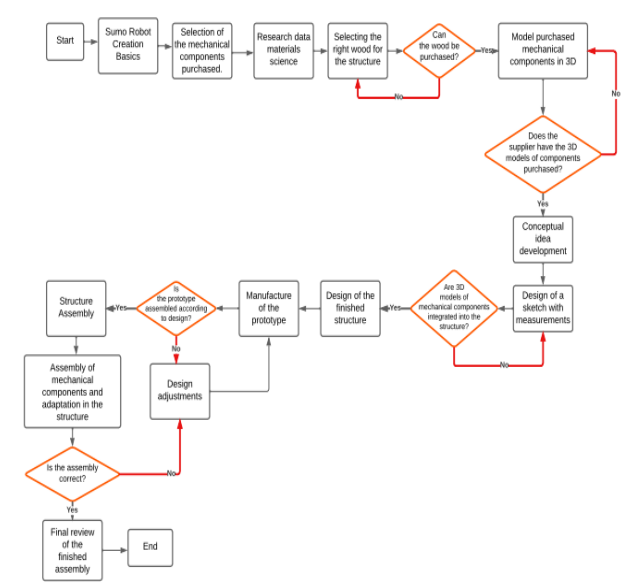 Start
Sumo Robot
Creation
Basics
Selection of
the mechanical
components
purchased.
Research data
materials
science
Selecting the
right wood for
the structure
Can
the wood be
purchased?
Yes
No
Model purchased
mechanical
components in 3D
No
Does the
supplier have the 3D
models of components
purchased?
Yes
Conceptual
idea
development
Design of a
sketch with
measurements
Are 3D
models of
mechanical components
integrated into the
structure?
No
Yes
Design of the
finished
structure
Manufacture
of the
prototype
Is
the prototype
assembled according
to design?
Yes
No
Design
adjustments
Structure
Assembly
Assembly of
mechanical
components and
adaptation in the
structure
Is the assembly
correct?
No
Yes
Final review
of the
finished
assembly
End